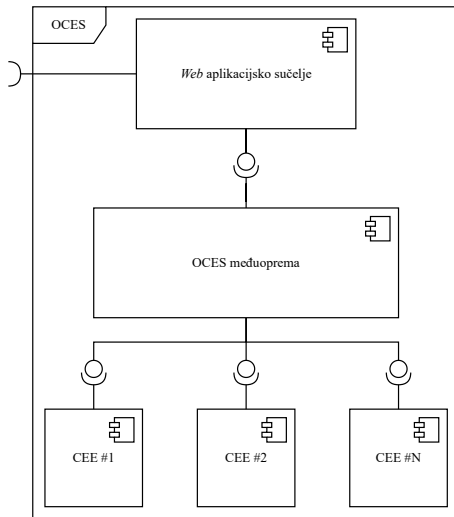 OCES
Web aplikacijsko sučelje
OCES međuoprema
CEE #1
CEE #2
CEE #N